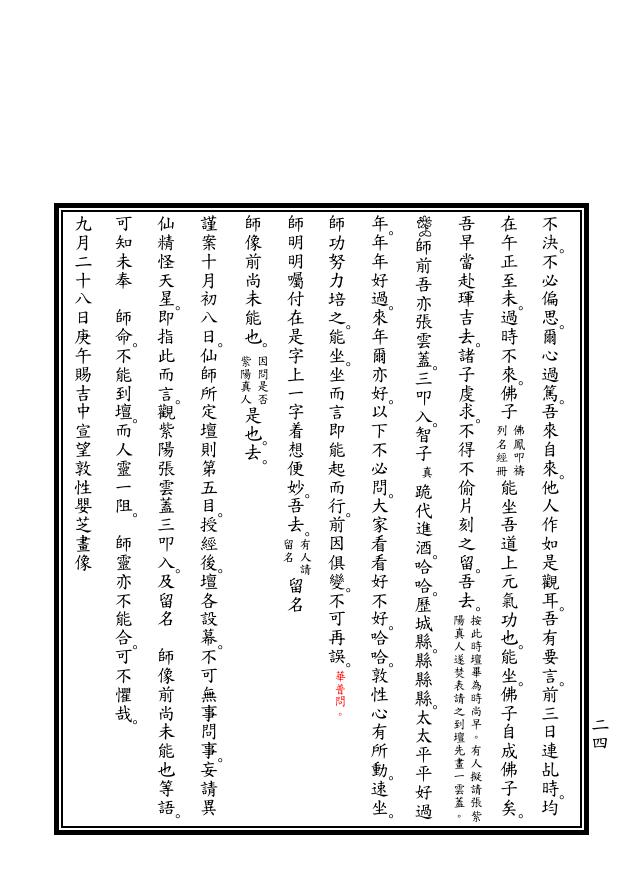 不決。不必偏思。爾心過篤。吾來自來。他人作如是觀耳。吾有要言。前三日連乩時。均
在午正至未。過時不來。佛子佛鳳叩禱列名經冊能坐吾道上元氣功也。能坐。佛子自成佛子矣。
吾早當赴琿吉去。諸子虔求。不得不偷片刻之留。吾去。按此時壇畢為時尚早。有人擬請張紫陽真人遂焚表請之到壇先畫一雲蓋。
師前吾亦張雲蓋。三叩入。智子真跪代進酒。哈哈。歷城縣。縣縣縣。太太平平好過
年。年年好過。來年爾亦好。以下不必問。大家看看好不好。哈哈。敦性心有所動。速坐。
師功努力培之。能坐。坐而言即能起而行。前因俱變。不可再誤。華普問。
師明明囑付在是字上一字着想便妙。吾去。有人請留名 留名
師像前尚未能也。因問是否紫陽真人是也。去。
謹案十月初八日。仙師所定壇則第五目。授經後。壇各設幕。不可無事問事。妄請異
仙精怪天星。即指此而言。觀紫陽張雲蓋三叩入。及留名 師像前尚未能也等語。
可知未奉 師命。不能到壇。而人靈一阻。 師靈亦不能合。可不懼哉。
九月二十八日庚午賜吉中宣望敦性嬰芝畫像
二四